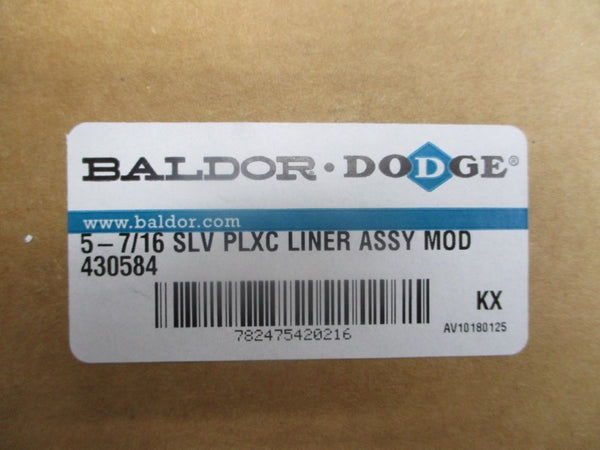 BALDOR • DODGE®
www.baldor.com
5-7/16 SLV PLXC LINER ASSY MOD
430584
KX
782475420216
AV10180125